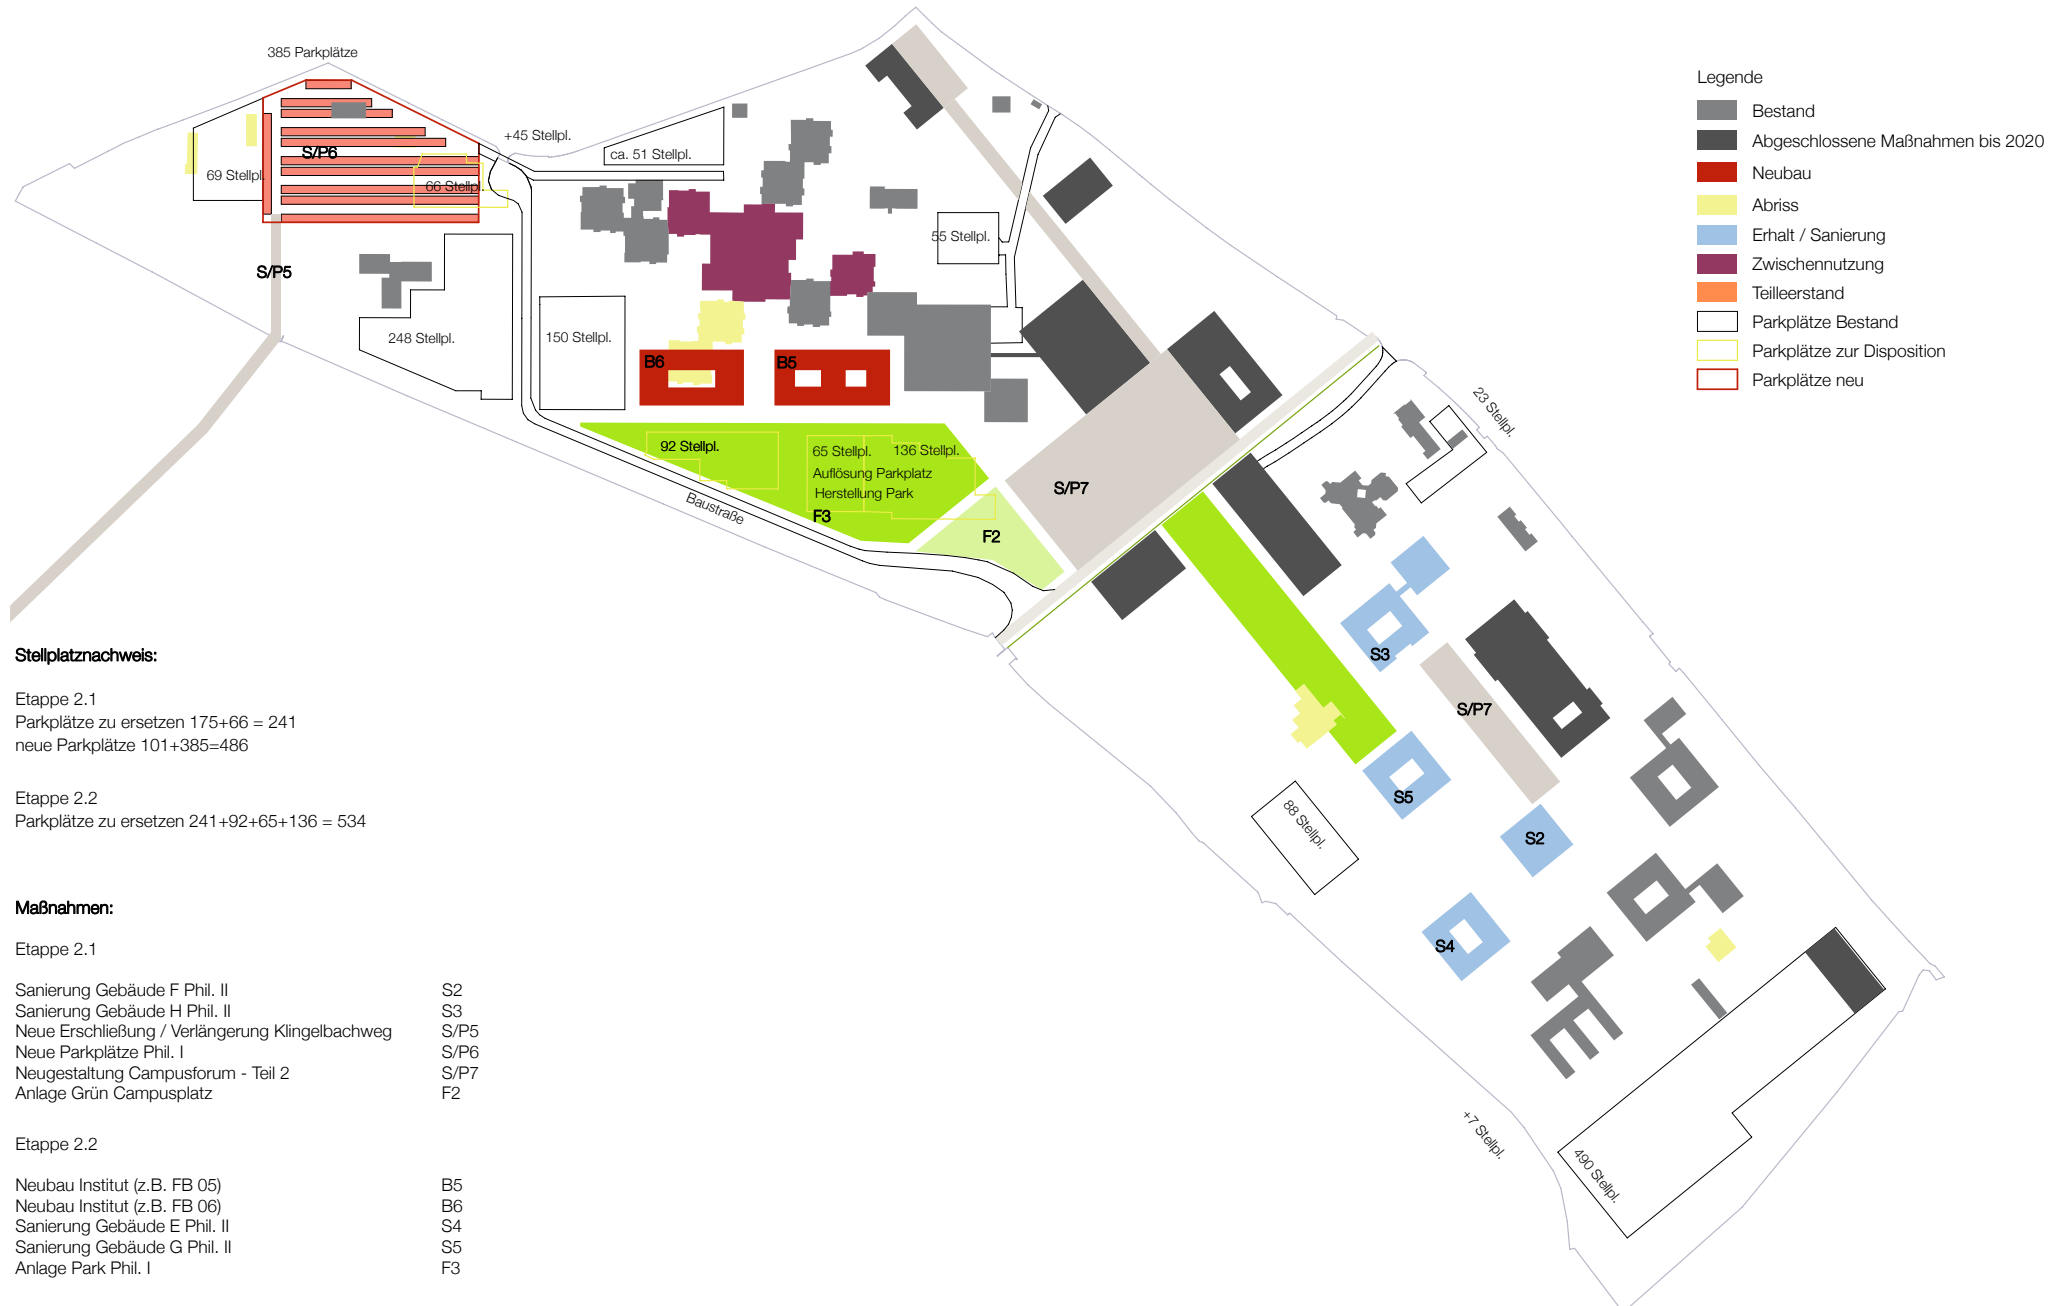 385 Parkplätze
+45 Stellpl.
ca. 51 Stellpl.
S/P6
69 Stellpl.
66 Stellpl.
S/P5
55 Stellpl.
248 Stellpl.
150 Stellpl.
B6
B5
92 Stellpl.
65 Stellpl.
136 Stellpl.
Auflösung Parkplatz
Herstellung Park
F3
Baustraße
F2
S/P7
23 Stellpl.
S3
S/P7
S5
88 Stellpl.
S2
S4
+7 Stellpl.
490 Stellpl.
Legende
Bestand
Abgeschlossene Maßnahmen bis 2020
Neubau
Abriss
Erhalt / Sanierung
Zwischennutzung
Teilleerstand
Parkplätze Bestand
Parkplätze zur Disposition
Parkplätze neu
Stellplatznachweis:
Etappe 2.1
Parkplätze zu ersetzen 175+66 = 241
neue Parkplätze 101+385=486
Etappe 2.2
Parkplätze zu ersetzen 241+92+65+136 = 534
Maßnahmen:
Etappe 2.1
Sanierung Gebäude F Phil. II S2
Sanierung Gebäude H Phil. II S3
Neue Erschließung / Verlängerung Klingelbachweg S/P5
Neue Parkplätze Phil. I S/P6
Neugestaltung Campusforum - Teil 2 S/P7
Anlage Grün Campusplatz F2
Etappe 2.2
Neubau Institut (z.B. FB 05) B5
Neubau Institut (z.B. FB 06) B6
Sanierung Gebäude E Phil. II S4
Sanierung Gebäude G Phil. II S5
Anlage Park Phil. I F3